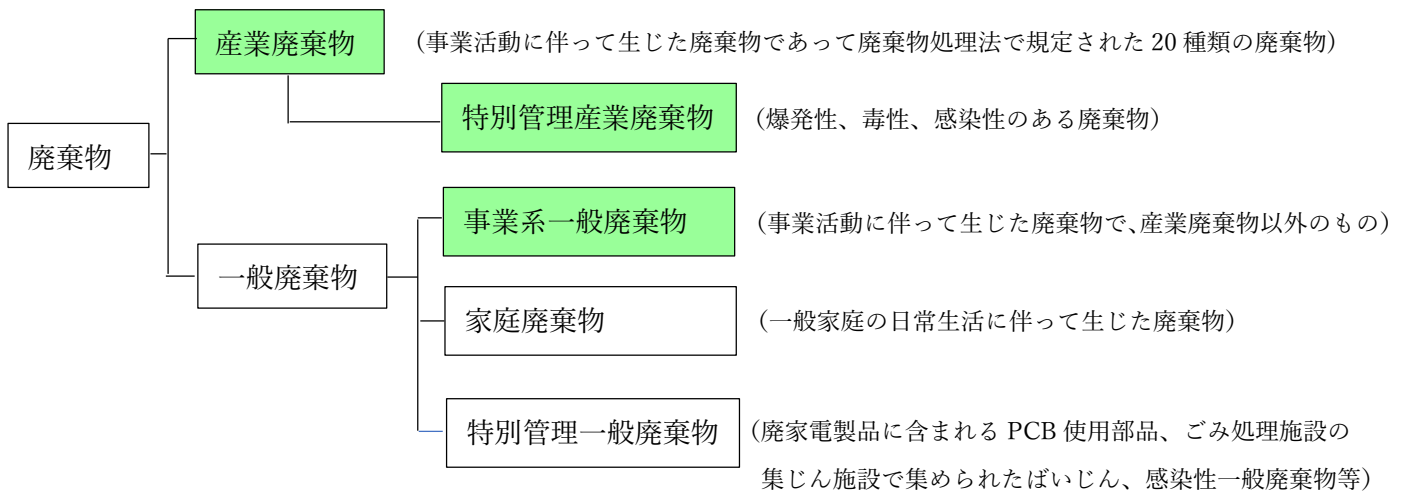 産業廃棄物 (事業活動に伴って生じた廃棄物であって廃棄物処理法で規定された 20 種類の廃棄物)
特別管理産業廃棄物 (爆発性、毒性、感染性のある廃棄物)
廃棄物
事業系一般廃棄物 (事業活動に伴って生じた廃棄物で、産業廃棄物以外のもの)
一般廃棄物
家庭廃棄物 (一般家庭の日常生活に伴って生じた廃棄物)
特別管理一般廃棄物 (廃家電製品に含まれる PCB 使用部品、ごみ処理施設の
集じん施設で集められたばいじん、感染性一般廃棄物等)